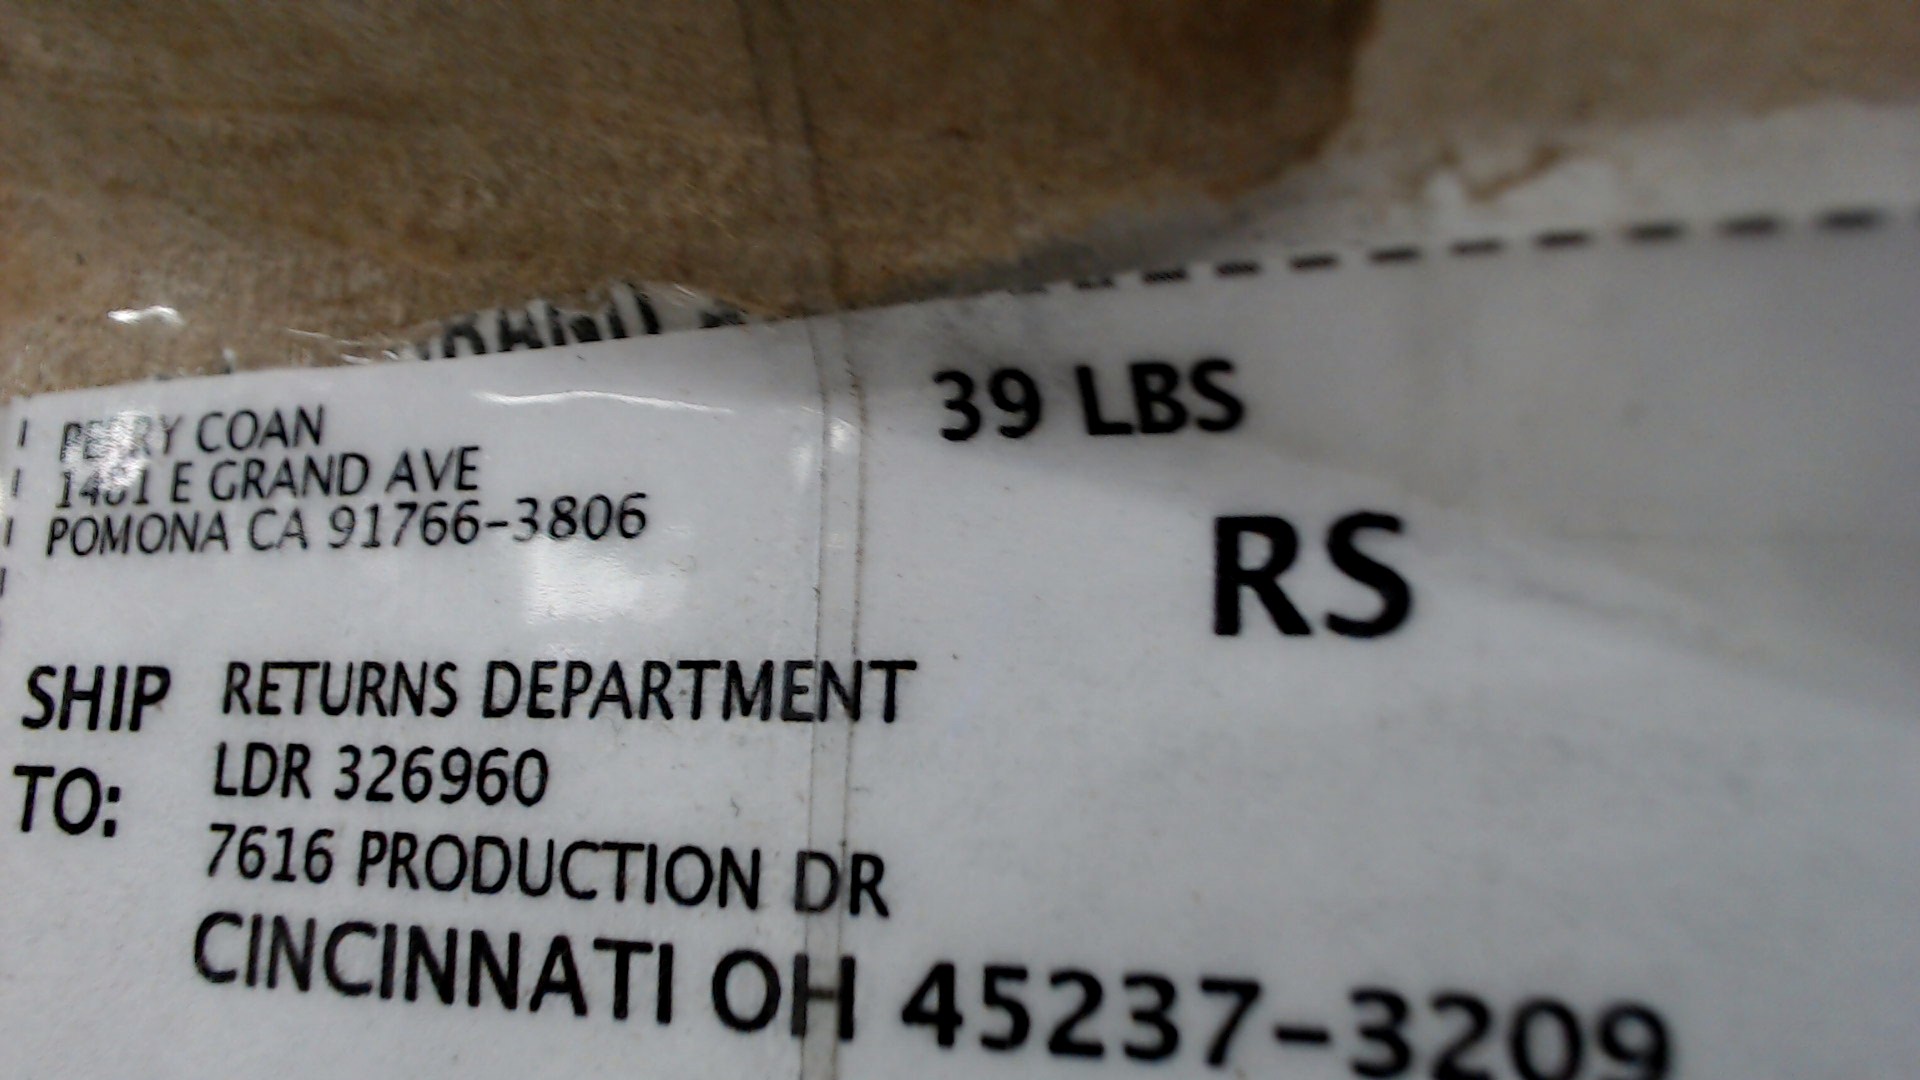 PERRY COAN
E GRAND AVE
POMONA CA 91766-3806
39 LBS
RS
SHIP TO:
RETURNS DEPARTMENT
LDR 326960
7616 PRODUCTION DR
CINCINNATI OH 45237-3209